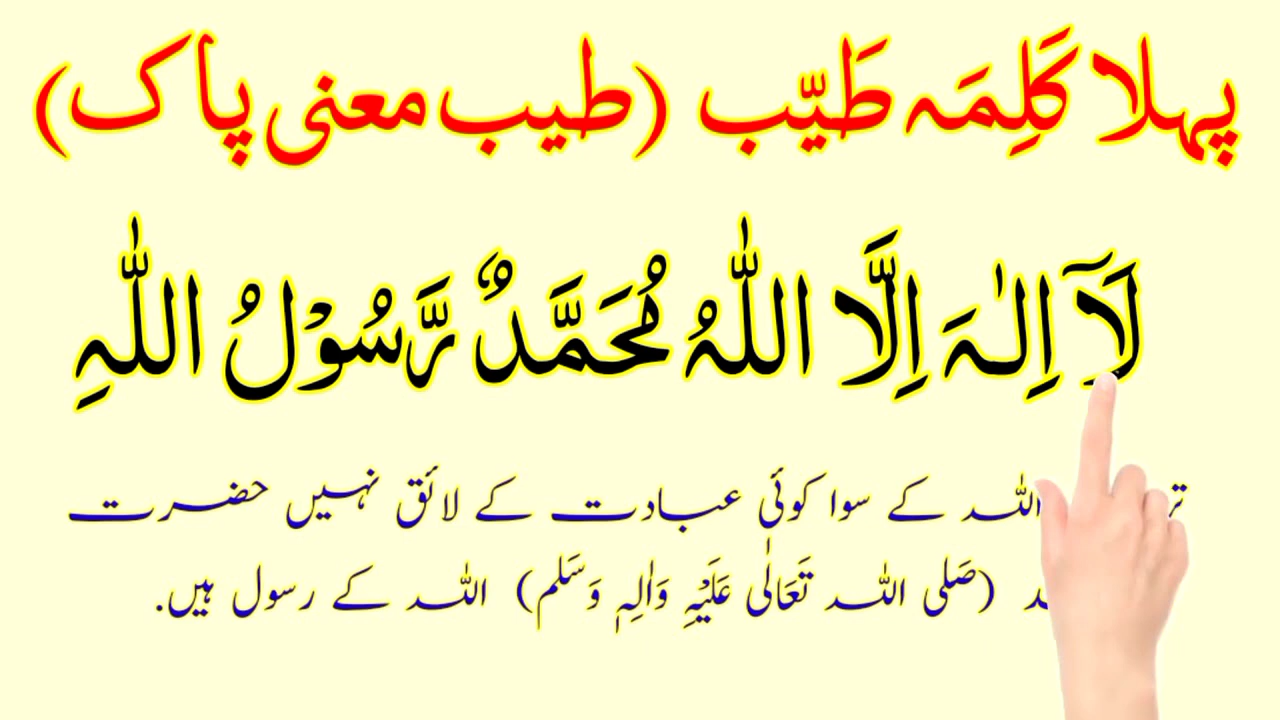 پہلا کَلِمَہ طَیّب (طیب معنی پاک)
لَآ اِلٰہَ اِلَّا اللّٰہُ مُحَمَّدٌ رَّسُوْلُ اللّٰہِ
اللہ کے سوا کوئی عبادت کے لائق نہیں حضرت
(صَلی اللہ تَعَالٰی عَلَیْہِ وَاٰلِہٖ وَسَلم) اللہ کے رسول ہیں.